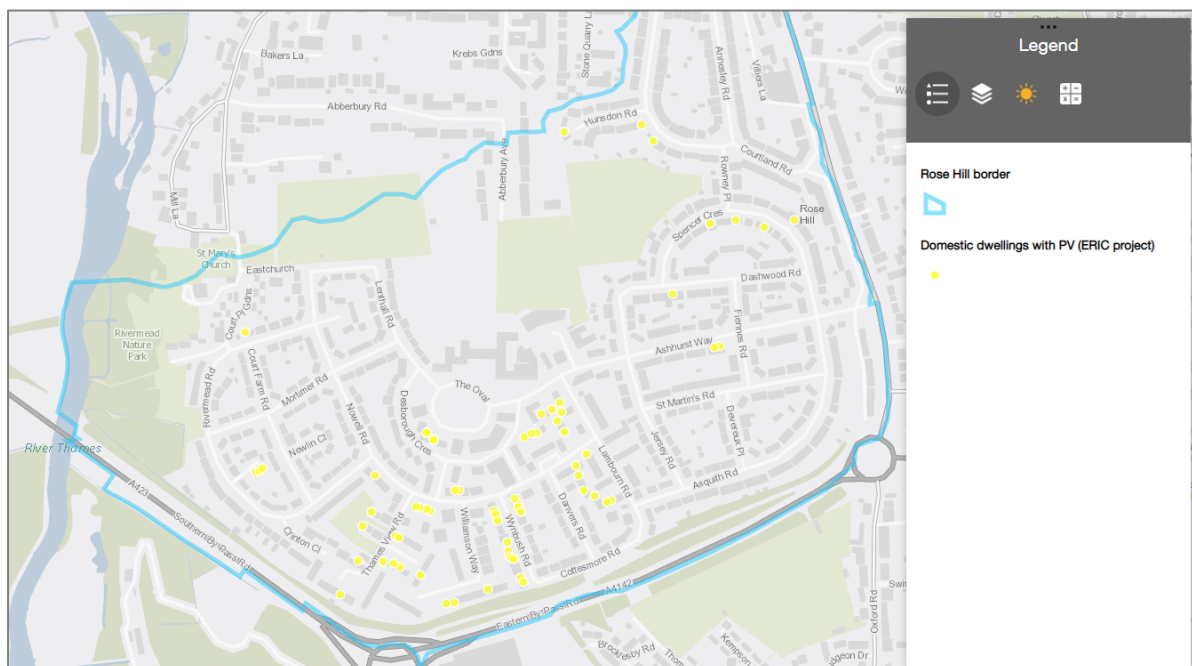 Bakers La
Krebs Gdns
Stone Quarry La
Annesley Rd
Villiers La
Abberbury Rd
Hunsdon Rd
Abberbury Ave
Courtland Rd
Rowney Pl
Mill La
Spencer Cres
Rose
Hill
St Mary's
Church
Eastchurch
Dashwood Rd
Court Pl Gdns
Lenthall Rd
Fiennes Rd
Rivermead
Nature
Park
Ashhurst Way
Court Farm Rd
Rivermead Rd
Mortimer Rd
The Oval
St Martin's Rd
Desborough Cres
Nowell Rd
Devereux Pl
Newlin Cl
Jersey Rd
River Thames
Lambourn Rd
Asquith Rd
A423
Southern By-Pass Rd
Clinton Cl
Thames View Rd
Williamson Way
Wynbush Rd
Danvers Rd
Cottesmore Rd
A4142
Eastern By-Pass Rd
Oxford Rd
Brocklesby Rd
Kempson
Legend
Rose Hill border
Domestic dwellings with PV (ERIC project)